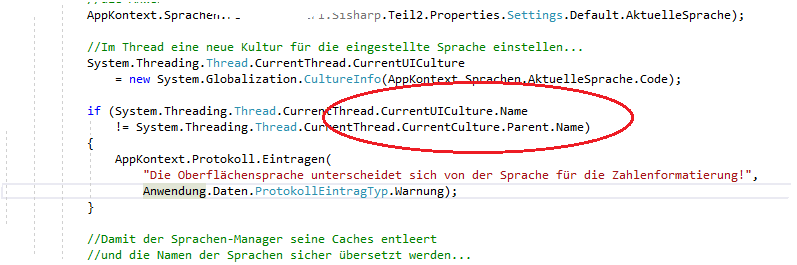 AppKontext.Sprachen. .Sisharp.Teil2.Properties.Settings.Default.AktuelleSprache);
//Im Thread eine neue Kultur für die eingestellte Sprache einstellen...
System.Threading.Thread.CurrentThread.CurrentUICulture
= new System.Globalization.CultureInfo(AppKontext.Sprachen.AktuelleSprache.Code);
if (System.Threading.Thread.CurrentThread.CurrentUICulture.Name
!= System.Threading.Thread.CurrentThread.CurrentCulture.Parent.Name)
{
AppKontext.Protokoll.Eintragen(
"Die Oberflächensprache unterscheidet sich von der Sprache für die Zahlenformatierung!",
Anwendung.Daten.ProtokollEintragTyp.Warnung);
}
//Damit der Sprachen-Manager seine Caches entleert
//und die Namen der Sprachen sicher übersetzt werden...